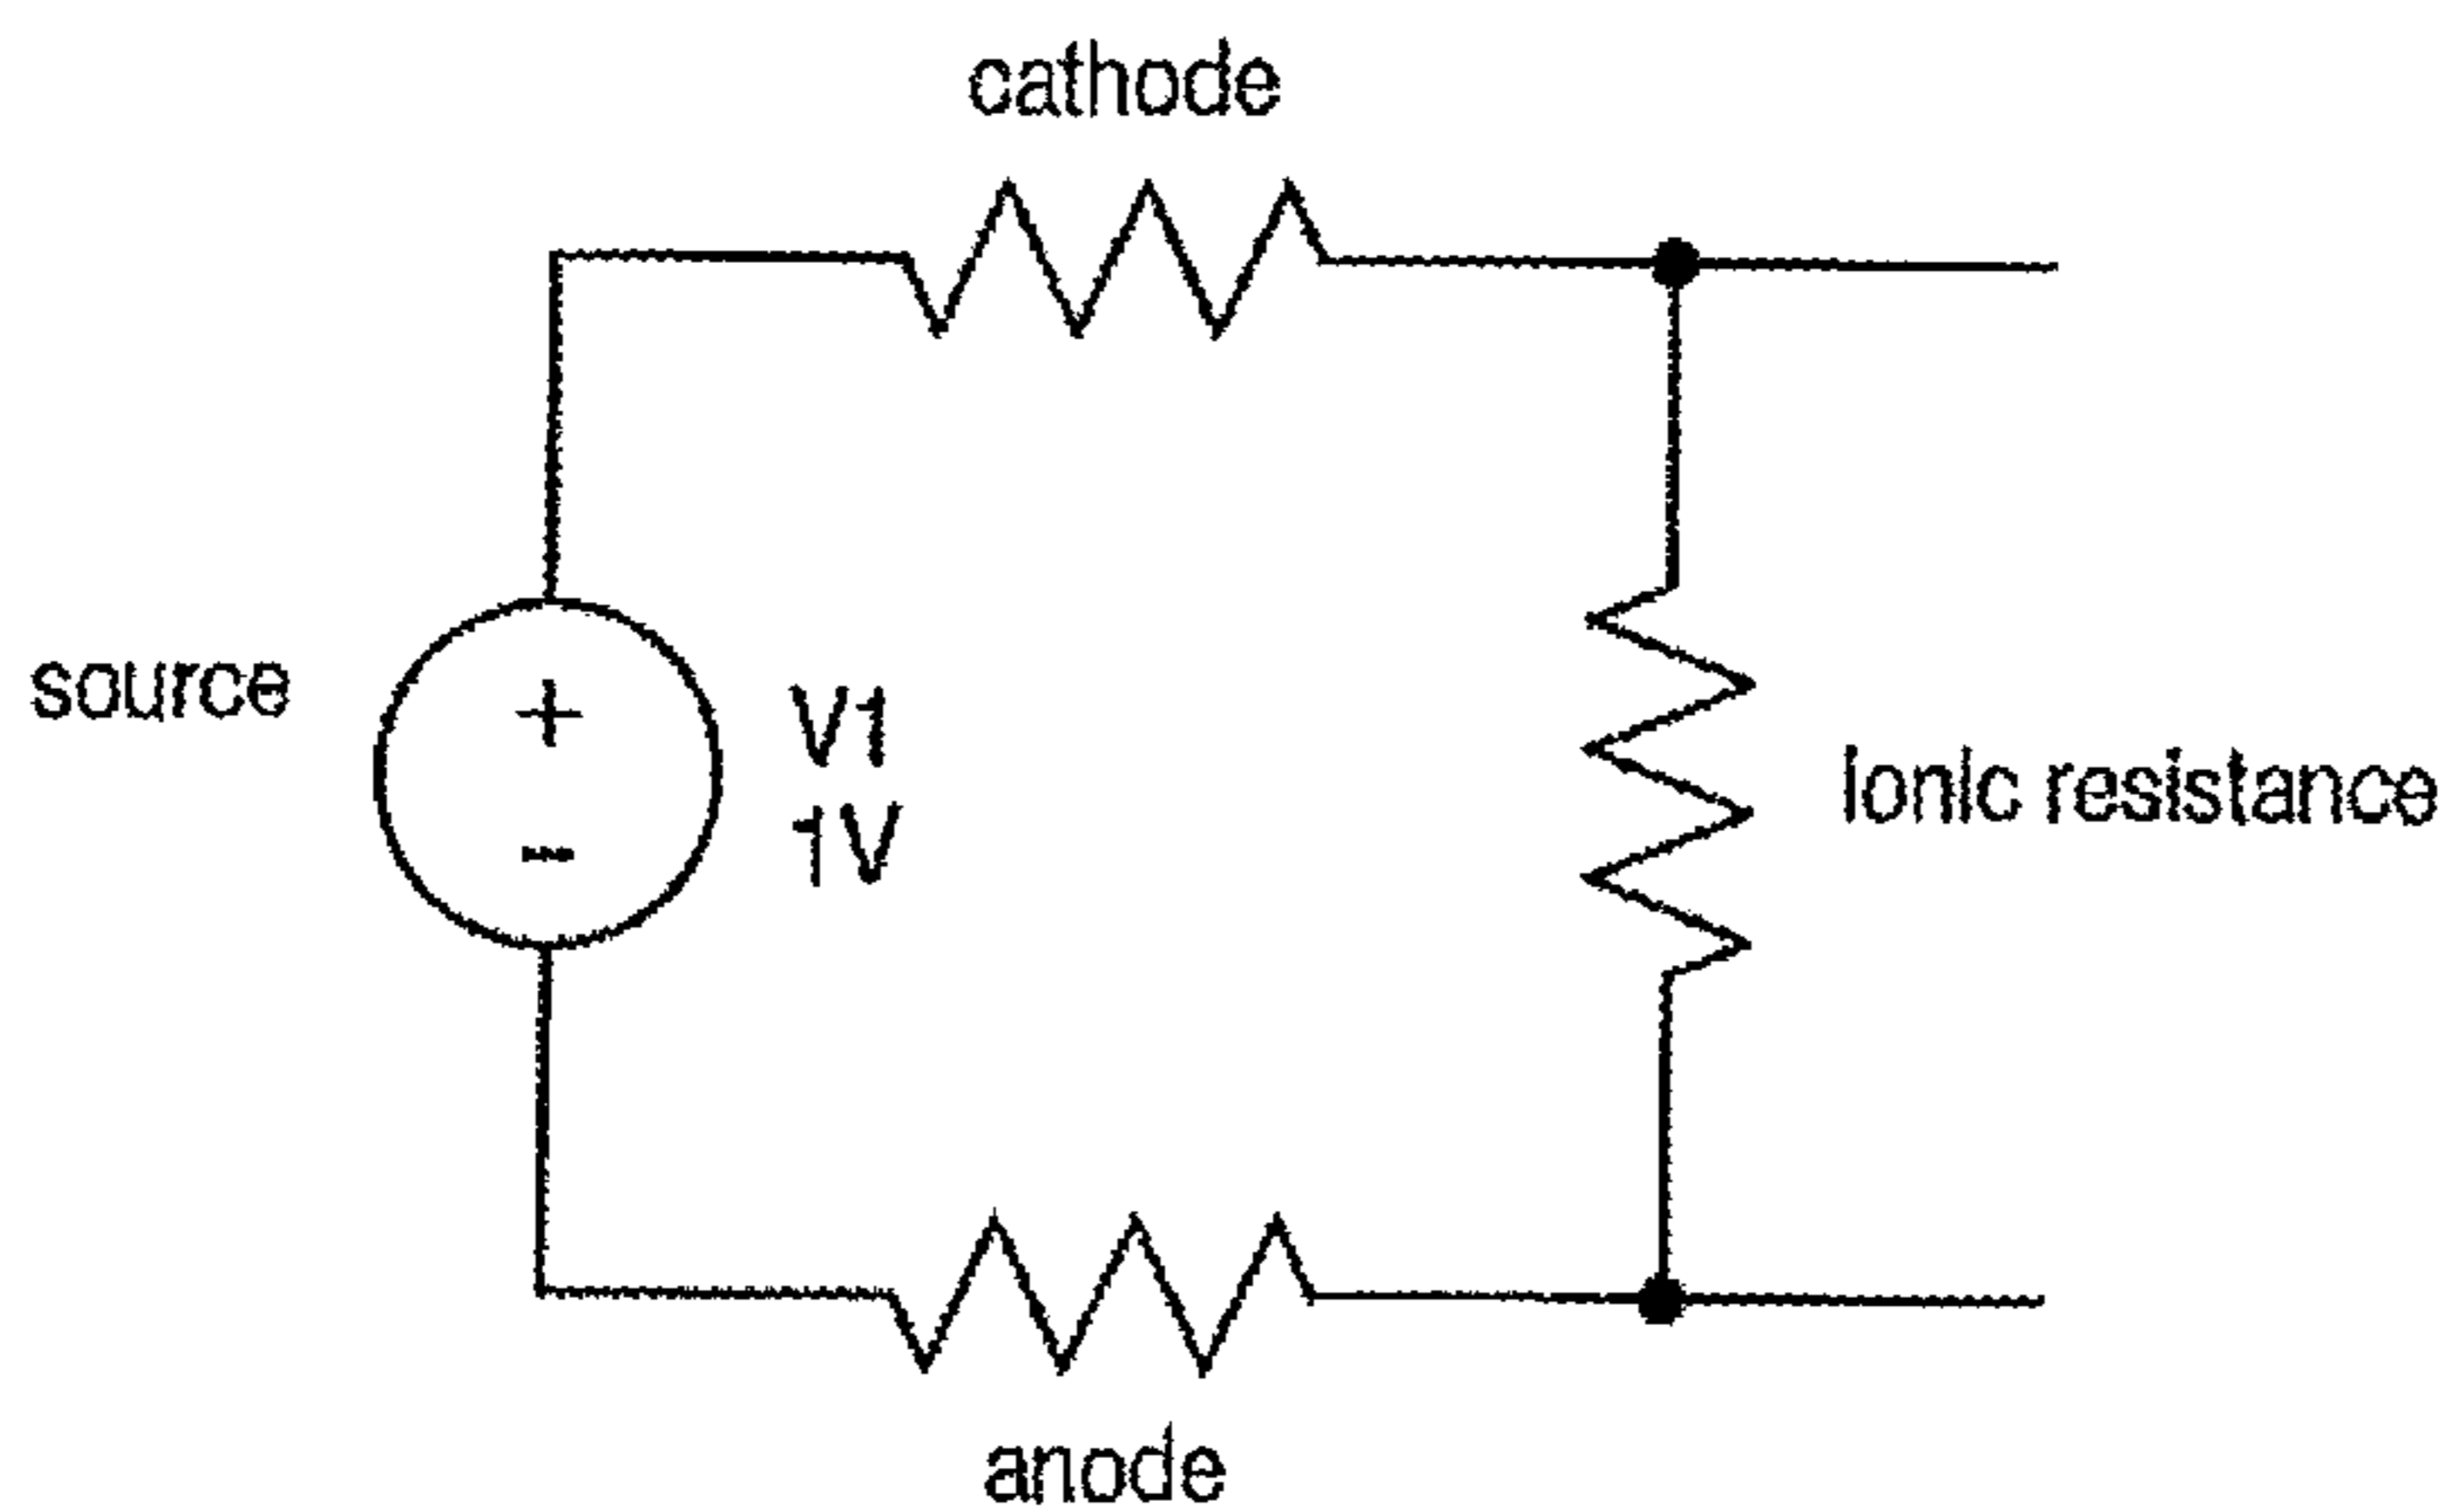 cathode
source
+
V1
1V
-
Ionic resistance
anode